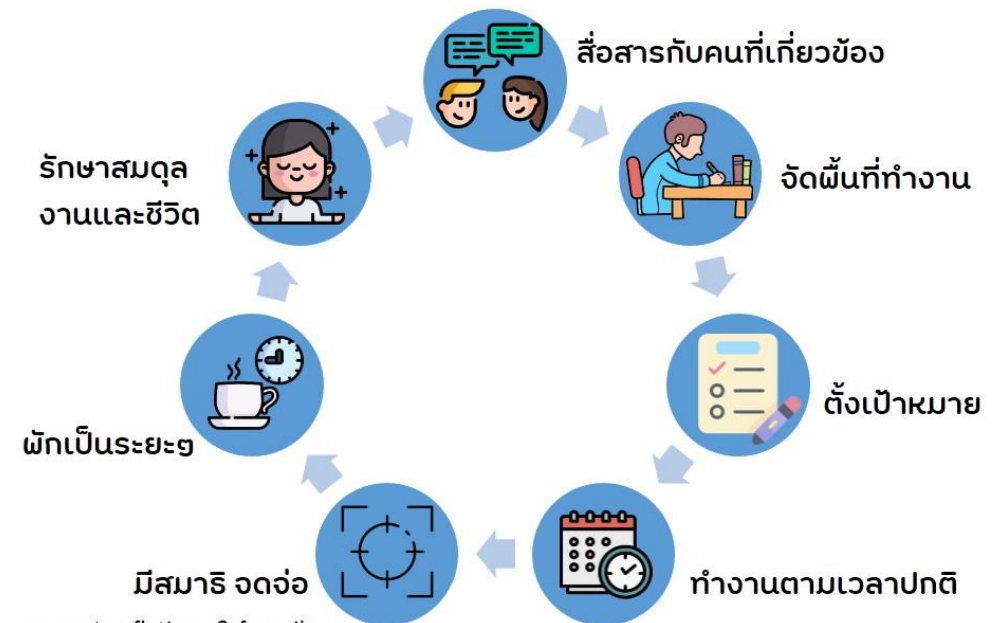 สื่อสารกับคนที่เกี่ยวข้อง
จัดพื้นที่ทำงาน
ตั้งเป้าหมาย
ทำงานตามเวลาปกติ
มีสมาธิ จดจ่อ
พักเป็นระยะๆ
รักษาสมดุล
งานและชีวิต